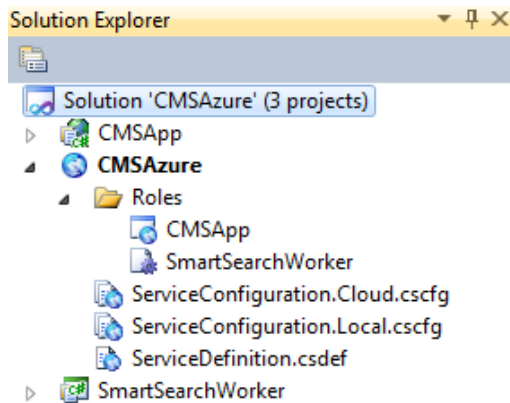 Solution Explorer
Solution 'CMSAzure' (3 projects)
CMSApp
CMSAzure
Roles
CMSApp
SmartSearchWorker
ServiceConfiguration.Cloud.cscfg
ServiceConfiguration.Local.cscfg
ServiceDefinition.csdef
SmartSearchWorker